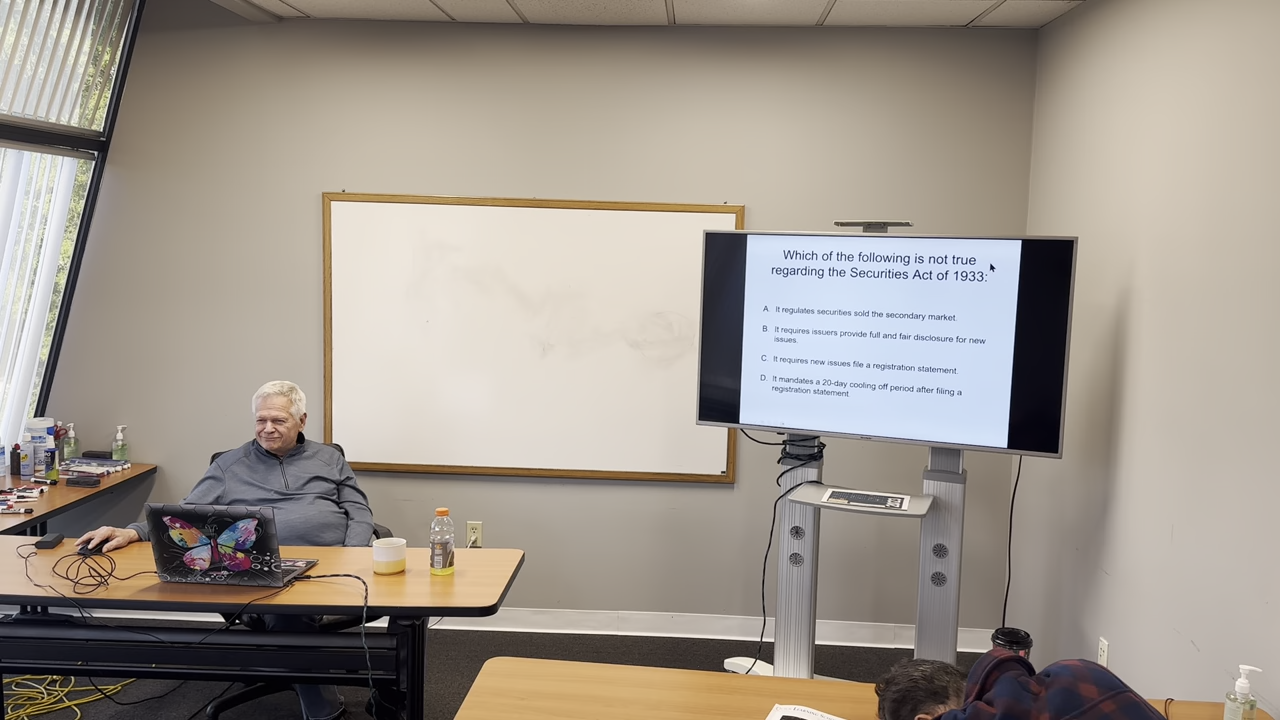 Which of the following is not true
regarding the Securities Act of 1933:
A. It regulates securities sold the secondary market.
B. It requires issuers provide full and fair disclosure for new
issues.
C. It requires new issues file a registration statement.
D. It mandates a 20-day cooling off period after filing a
registration statement